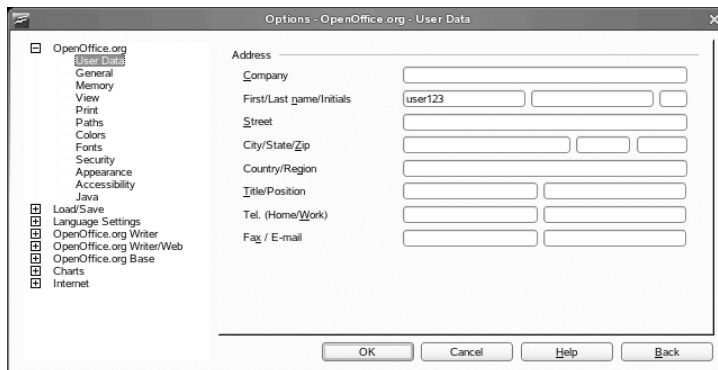 Options - OpenOffice.org - User Data
OpenOffice.org
User Data
General
Memory
View
Print
Paths
Colors
Fonts
Security
Appearance
Accessibility
Java
Load/Save
Language Settings
OpenOffice.org Writer
OpenOffice.org Writer/Web
OpenOffice.org Base
Charts
Internet
Address
Company
First/Last name/Initials user123
Street
City/State/Zip
Country/Region
Title/Position
Tel. (Home/Work)
Fax / E-mail
OK Cancel Help Back